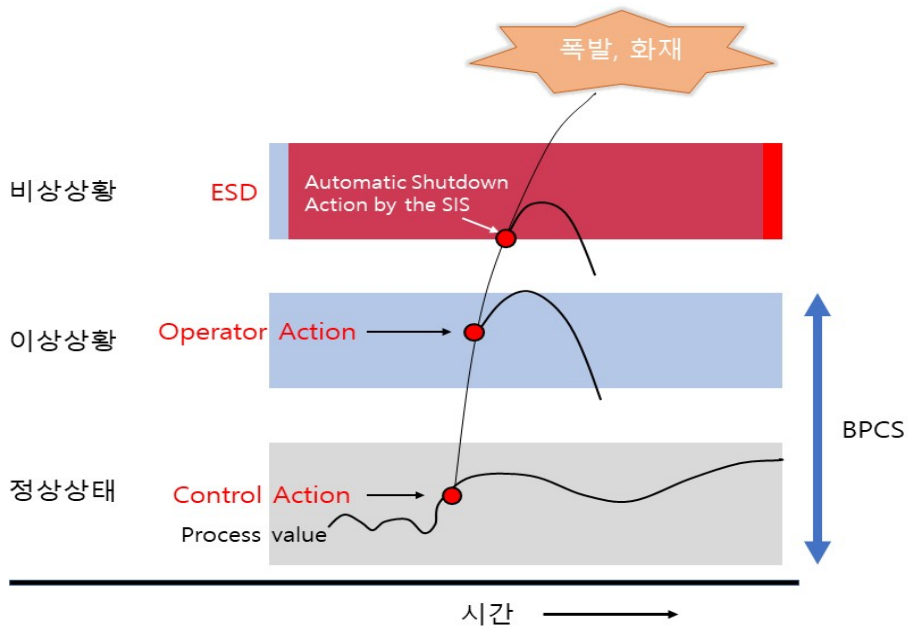 폭발, 화재
비상상황
ESD
Automatic Shutdown
Action by the SIS
이상상황
Operator Action
BPCS
정상상태
Control Action
Process value
시간